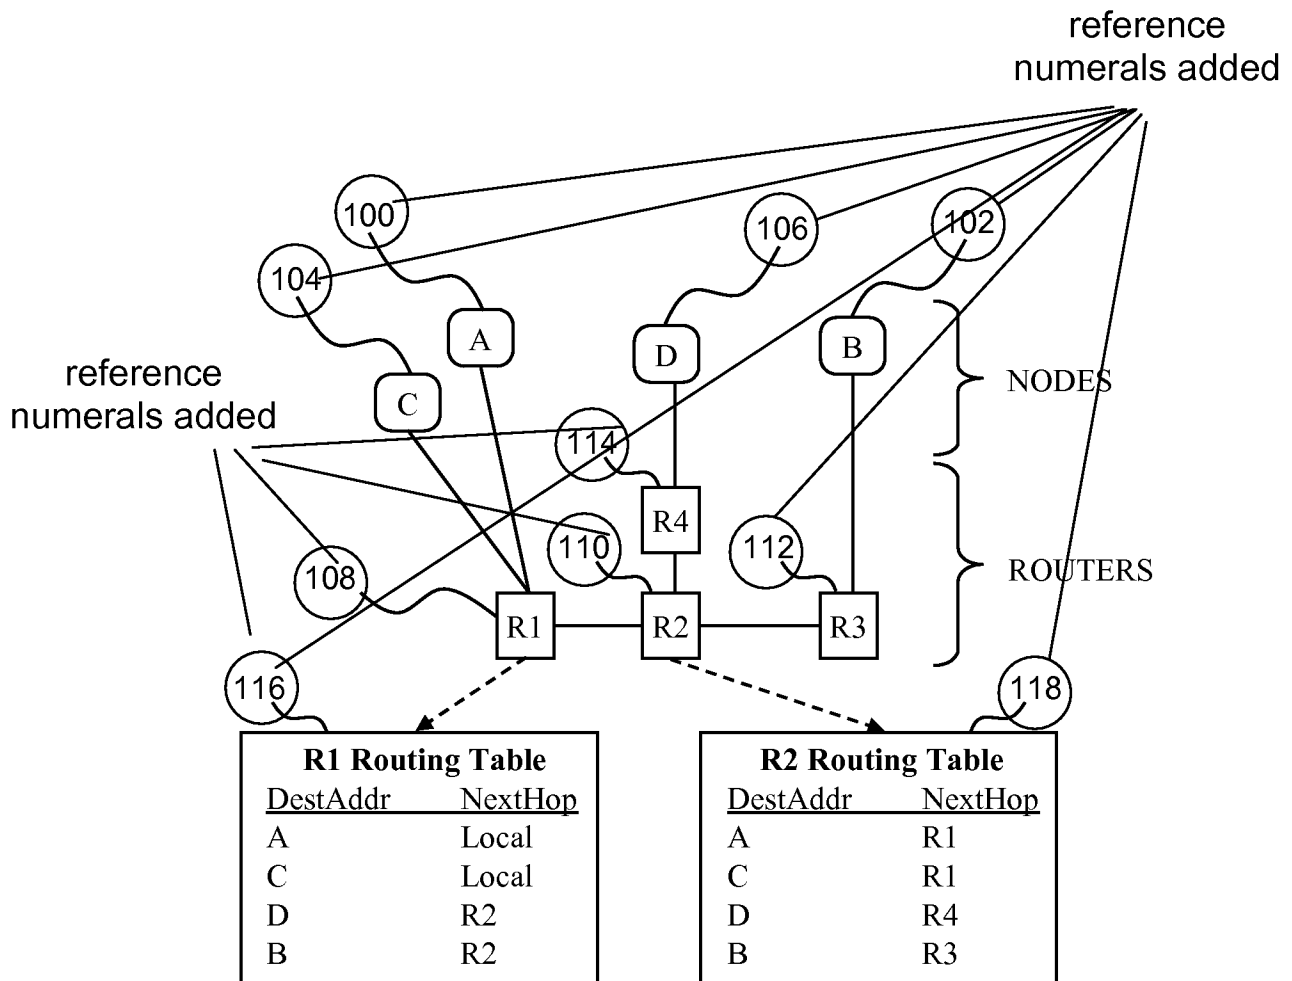 reference
numerals added
100
106
102
104
A
D
B
reference
numerals added
C
NODES
114
R4
110
112
108
ROUTERS
R1
R2
R3
116
118
R1 Routing Table
DestAddr NextHop
A Local
C Local
D R2
B R2
R2 Routing Table
DestAddr NextHop
A R1
C R1
D R4
B R3